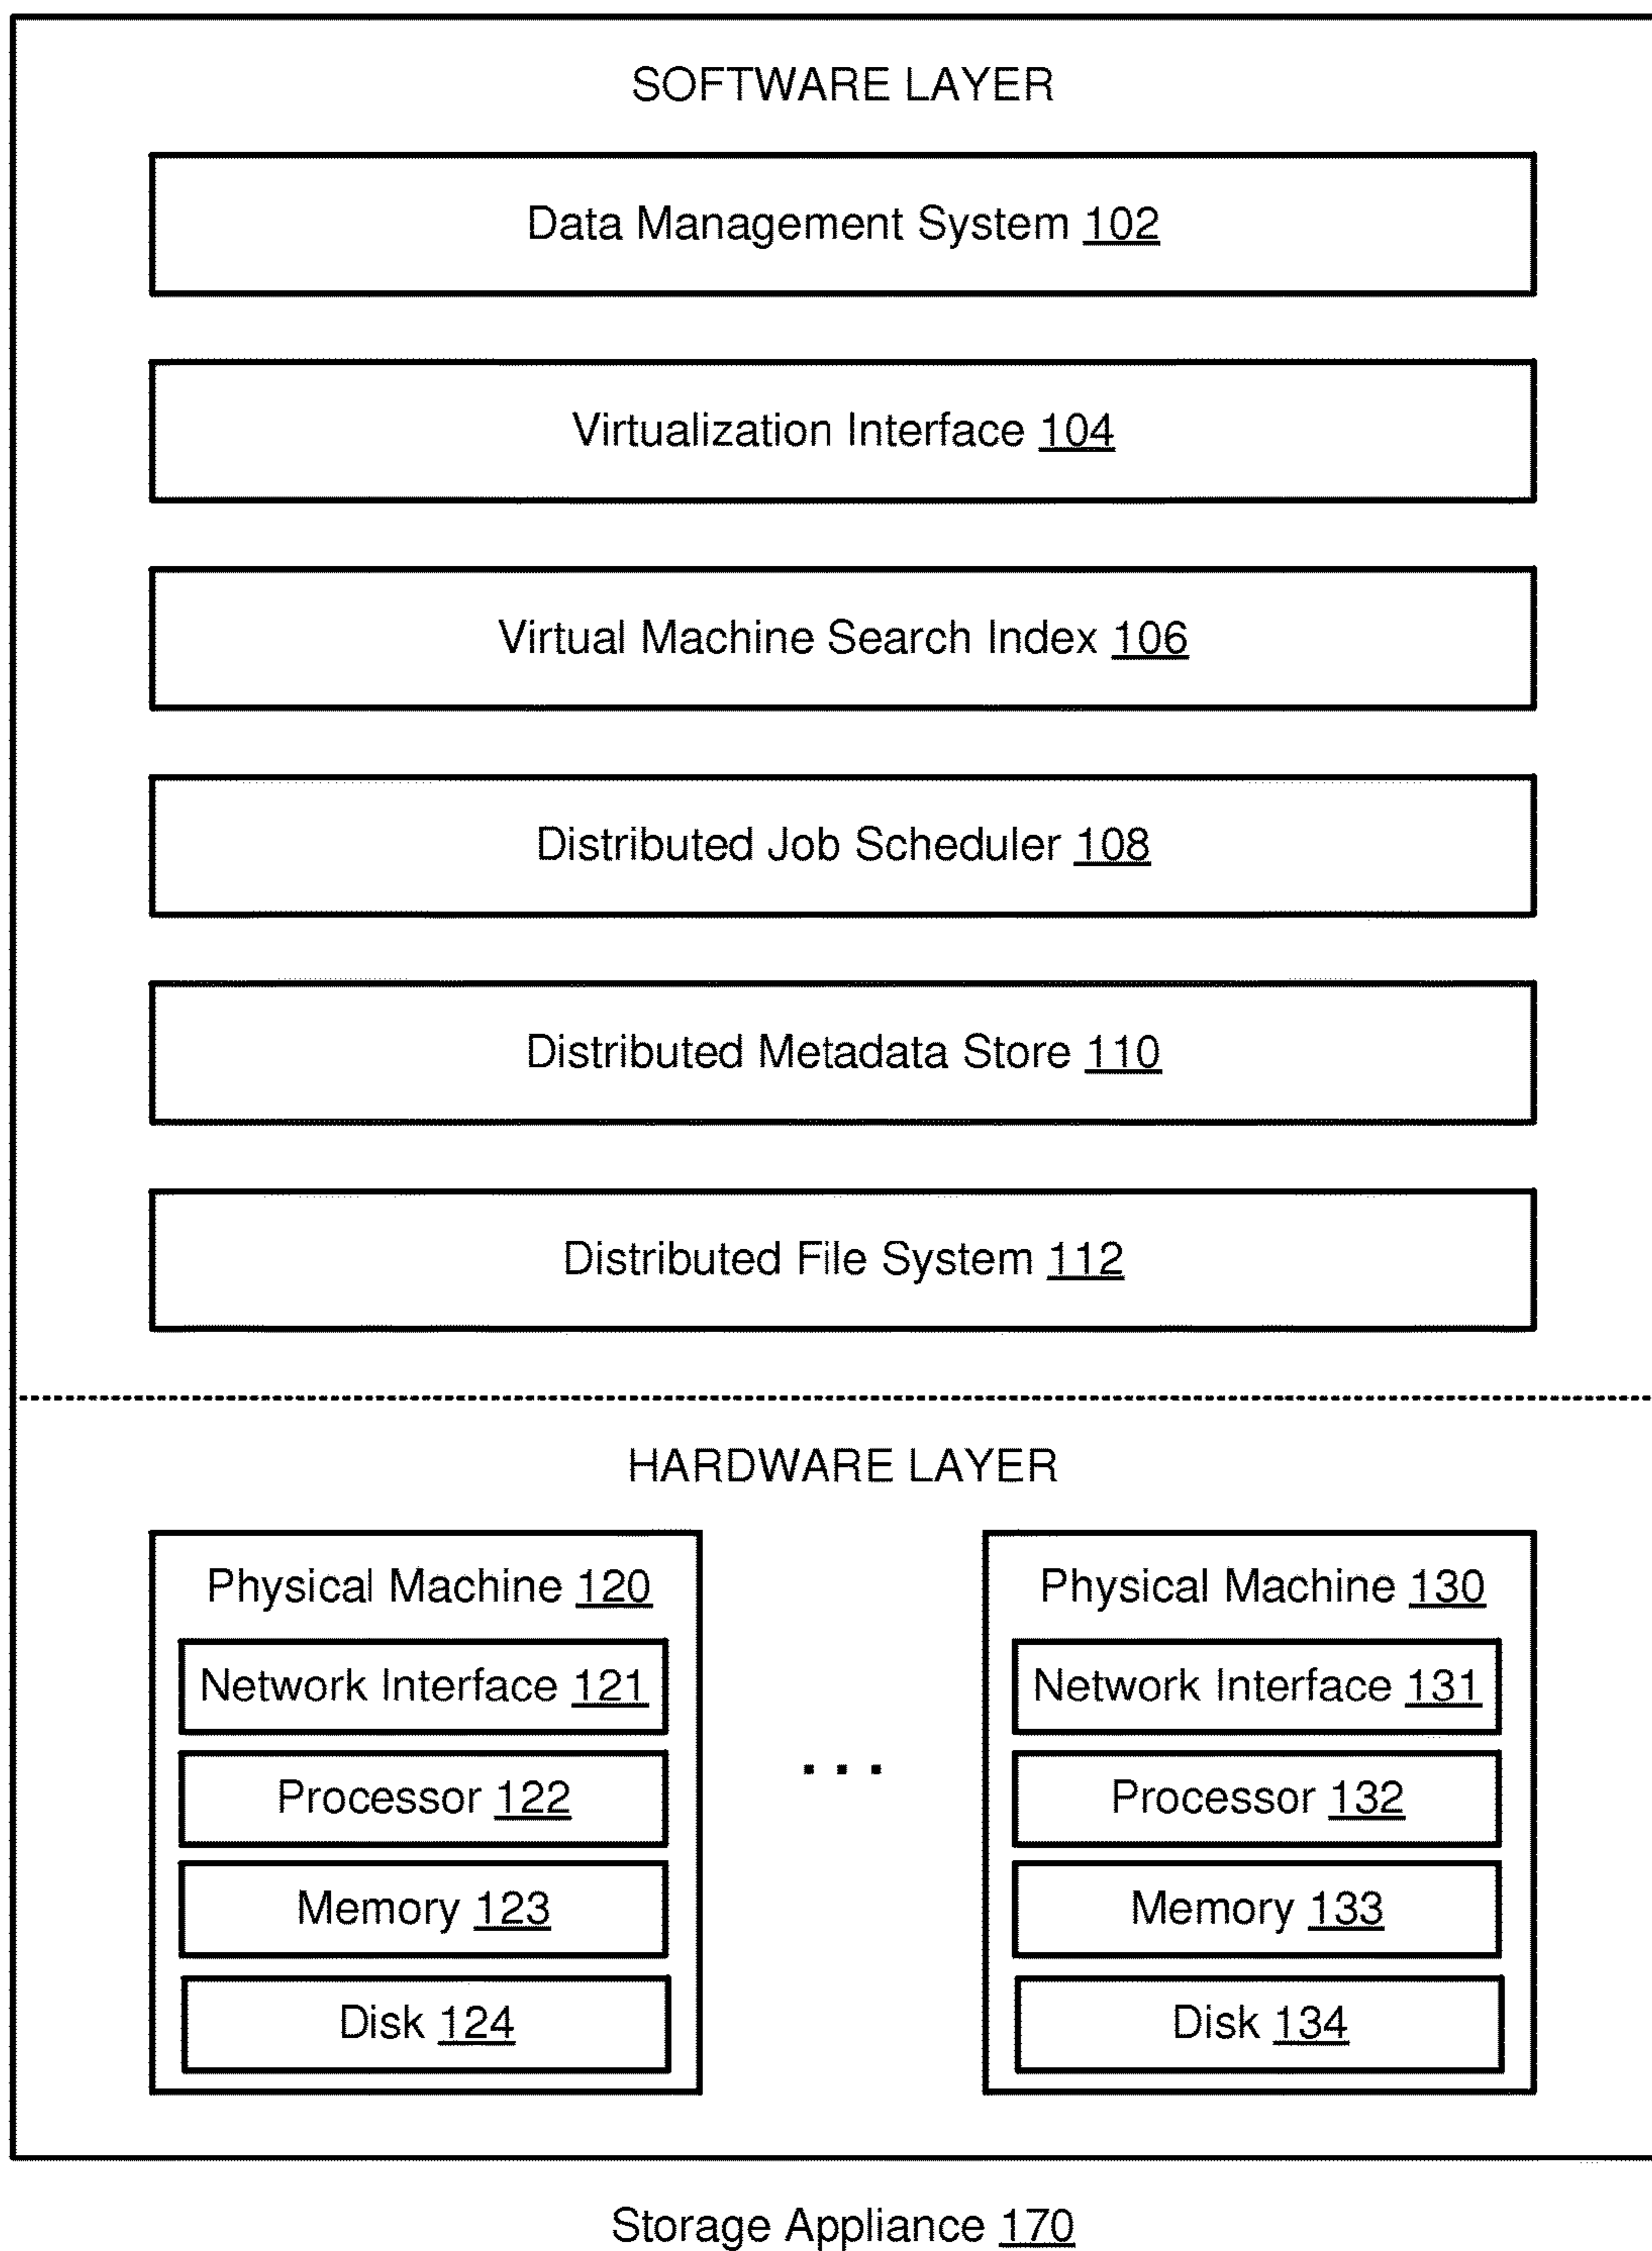 SOFTWARE LAYER
Data Management System 102
Virtualization Interface 104
Virtual Machine Search Index 106
Distributed Job Scheduler 108
Distributed Metadata Store 110
Distributed File System 112
HARDWARE LAYER
Physical Machine 120
Network Interface 121
Processor 122
Memory 123
Disk 124
...
Physical Machine 130
Network Interface 131
Processor 132
Memory 133
Disk 134
Storage Appliance 170